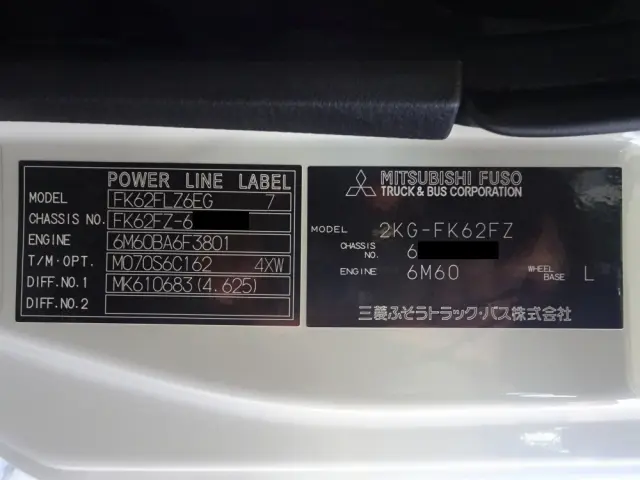 POWER LINE LABEL
MODEL FK62FLZ6EG 7
CHASSIS NO. FK62FZ-6
ENGINE 6M60BA6F3801
T/M·OPT. M070S6C162 4XW
DIFF.NO.1 MK610683(4.625)
DIFF.NO.2
MITSUBISHI FUSO
TRUCK & BUS CORPORATION
MODEL 2KG-FK62FZ
CHASSIS NO. 6
ENGINE 6M60 WHEEL BASE L
三菱ふそうトラック・バス株式会社